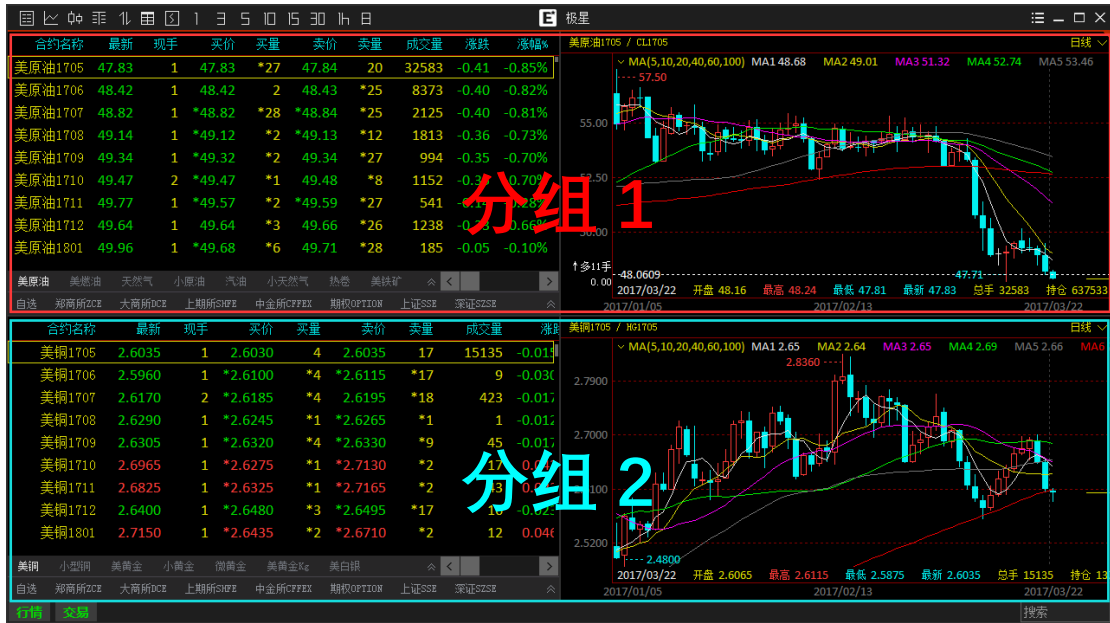 1 3 5 10 15 30 1h 日 极星
合约名称 最新 现手 买价 买量 卖价 卖量 成交量 涨跌 涨幅%
美原油1705 47.83 1 47.83 *27 47.84 20 32583 -0.41 -0.85%
美原油1706 48.42 1 48.42 2 48.43 *25 8373 -0.40 -0.82%
美原油1707 48.82 1 *48.82 *28 *48.84 *25 2125 -0.40 -0.81%
美原油1708 49.14 1 *49.12 *2 *49.13 *12 1813 -0.36 -0.73%
美原油1709 49.34 1 *49.32 *2 49.34 *27 994 -0.35 -0.70%
美原油1710 49.47 2 *49.47 *1 49.48 *8 1152 0.70%
美原油1711 49.77 1 *49.57 *2 *49.59 *27 541
美原油1712 49.64 1 49.64 *3 49.66 *26 1238
美原油1801 49.96 1 *49.68 *6 49.71 *28 185 -0.05 -0.10%
美原油 美燃油 天然气 小原油 汽油 小天然气 热卷 美铁矿
自选 郑商所ZCE 大商所DCE 上期所SHFE 中金所CFFEX 期权OPTION 上证SSE 深证SZSE
美原油1705 / CL1705 日线
MA(5,10,20,40,60,100) MA1 48.68 MA2 49.01 MA3 51.32 MA4 52.74 MA5 53.46
57.50
55.00
52.50
50.00
分组 1
↑多11手
0.00
48.0609
47.71
2017/03/22 开盘 48.16 最高 48.24 最低 47.81 最新 47.83 总手 32583 持仓 637533
2017/01/05 2017/02/13 2017/03/22
合约名称 最新 现手 买价 买量 卖价 卖量 成交量 涨跌
美铜1705 2.6035 1 2.6030 4 2.6035 17 15135 -0.015
美铜1706 2.5960 1 *2.6100 *4 *2.6115 *17 9 -0.030
美铜1707 2.6170 2 *2.6185 *4 2.6195 *18 423 -0.017
美铜1708 2.6290 1 *2.6245 *1 *2.6265 *1 1 -0.012
美铜1709 2.6305 1 *2.6320 *4 *2.6330 *9 45 -0.017
美铜1710 2.6965 1 *2.6275 *1 *2.7130 *2 17
美铜1711 2.6825 1 *2.6325 *1 *2.7165 *2
美铜1712 2.6400 1 *2.6480 *3 *2.6495 *17
美铜1801 2.7150 1 *2.6435 *2 *2.6710 *2 12 0.046
美铜 小型铜 美黄金 小黄金 微黄金 美黄金Kg 美白银
自选 郑商所ZCE 大商所DCE 上期所SHFE 中金所CFFEX 期权OPTION 上证SSE 深证SZSE
美铜1705 / HG1705 日线
MA(5,10,20,40,60,100) MA1 2.65 MA2 2.64 MA3 2.65 MA4 2.69 MA5 2.66 MA6
2.8360
2.7900
2.7000
分组 2
2.5200
2.4800
2017/03/22 开盘 2.6065 最高 2.6115 最低 2.5875 最新 2.6035 总手 15135 持仓 13
2017/01/05 2017/02/13 2017/03/22
行情 交易 搜索